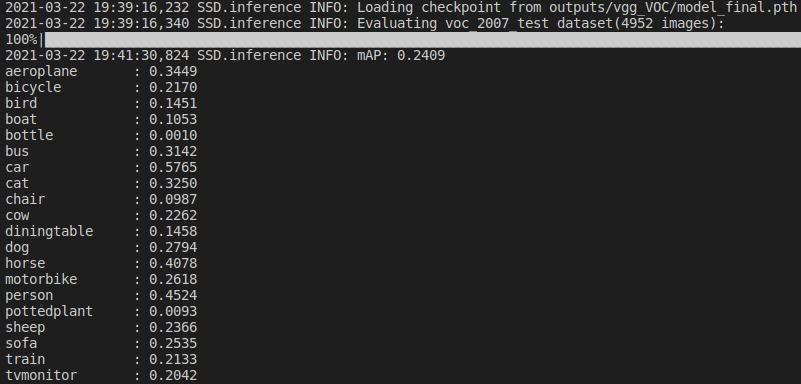 2021-03-22 19:39:16,232 SSD.inference INFO: Loading checkpoint from outputs/vgg_VOC/model_final.pth
2021-03-22 19:39:16,340 SSD.inference INFO: Evaluating voc_2007_test dataset(4952 images):
100%|
2021-03-22 19:41:30,824 SSD.inference INFO: mAP: 0.2409
aeroplane       : 0.3449
bicycle         : 0.2170
bird            : 0.1451
boat            : 0.1053
bottle          : 0.0010
bus             : 0.3142
car             : 0.5765
cat             : 0.3250
chair           : 0.0987
cow             : 0.2262
diningtable     : 0.1458
dog             : 0.2794
horse           : 0.4078
motorbike       : 0.2618
person          : 0.4524
pottedplant     : 0.0093
sheep           : 0.2366
sofa            : 0.2535
train           : 0.2133
tvmonitor       : 0.2042